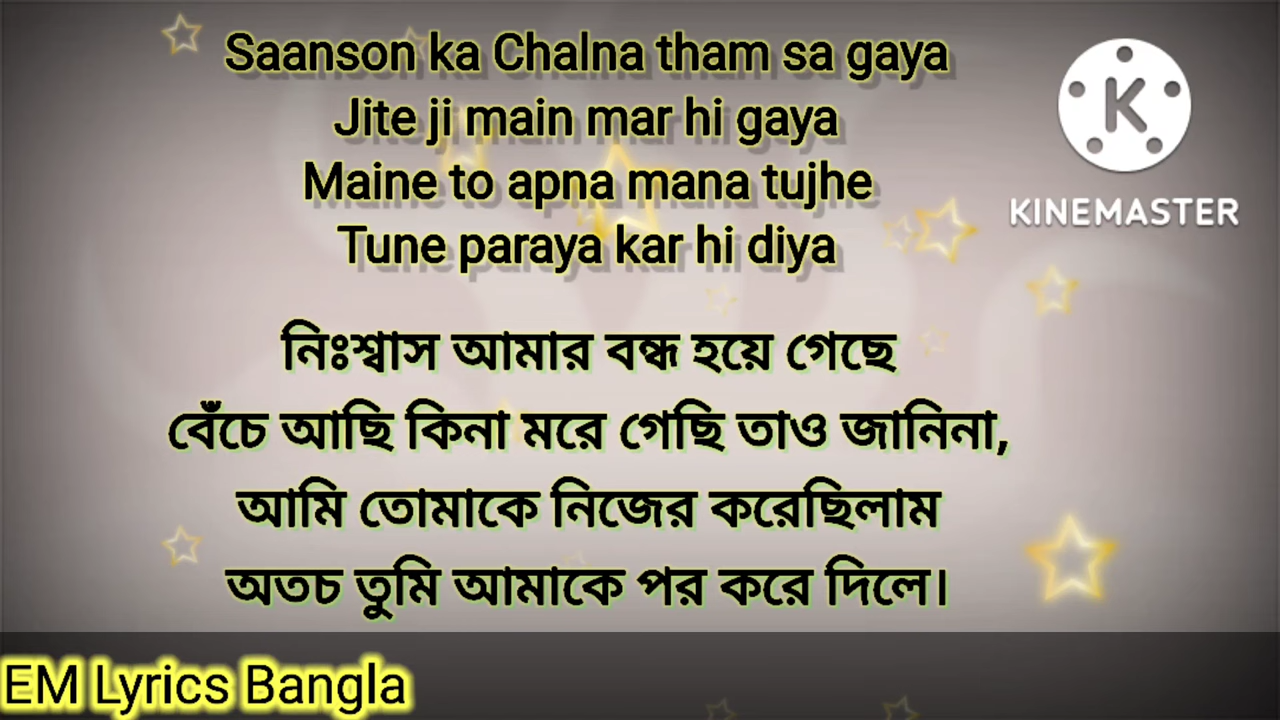 Saanson ka Chalna tham sa gaya
Jite ji main mar hi gaya
Maine to apna mana tujhe
Tune paraya kar hi diya
K
KINEMASTER
নিঃশ্বাস আমার বন্ধ হয়ে গেছে
বেঁচে আছি কিনা মরে গেছি তাও জানিনা,
আমি তোমাকে নিজের করেছিলাম
অতচ তুমি আমাকে পর করে দিলে।
EM Lyrics Bangla